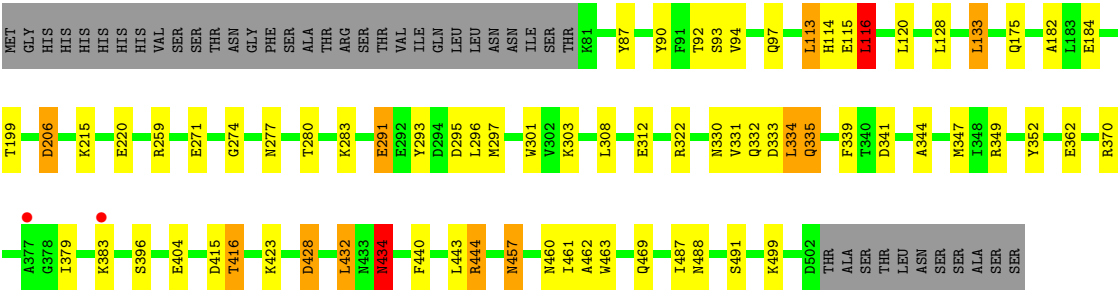 MET GLY HIS HIS HIS HIS HIS HIS VAL SER SER THR ASN GLY PHE SER ALA THR ARG SER THR VAL ILE GLN LEU LEU ASN ASN ILE SER THR K81 Y87 Y90 F91 T92 S93 V94 Q97 L113 H114 E115 L116 L120 L128 L133 Q175 A182 L183 E184
T199 D206 K215 E220 R259 E271 G274 N277 T280 K283 E291 E292 Y293 D294 D295 L296 M297 W301 V302 K303 L308 E312 R322 N330 V331 Q332 D333 L334 Q335 F339 T340 D341 A344 M347 I348 R349 Y352 E362 R370
A377 G378 I379 K383 S396 E404 D415 T416 K423 D428 L432 N433 N434 F440 L443 R444 N457 N460 I461 A462 W463 Q469 I487 N488 S491 K499 D502 THR ALA SER THR LEU ASN SER SER ALA SER SER